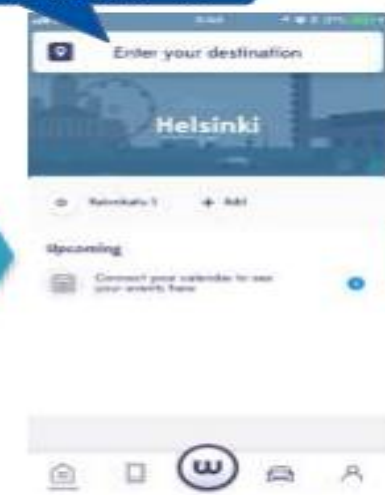 Enter your destination
Helsinki
+ Add
Upcoming
Connect your calendar to see
your events here